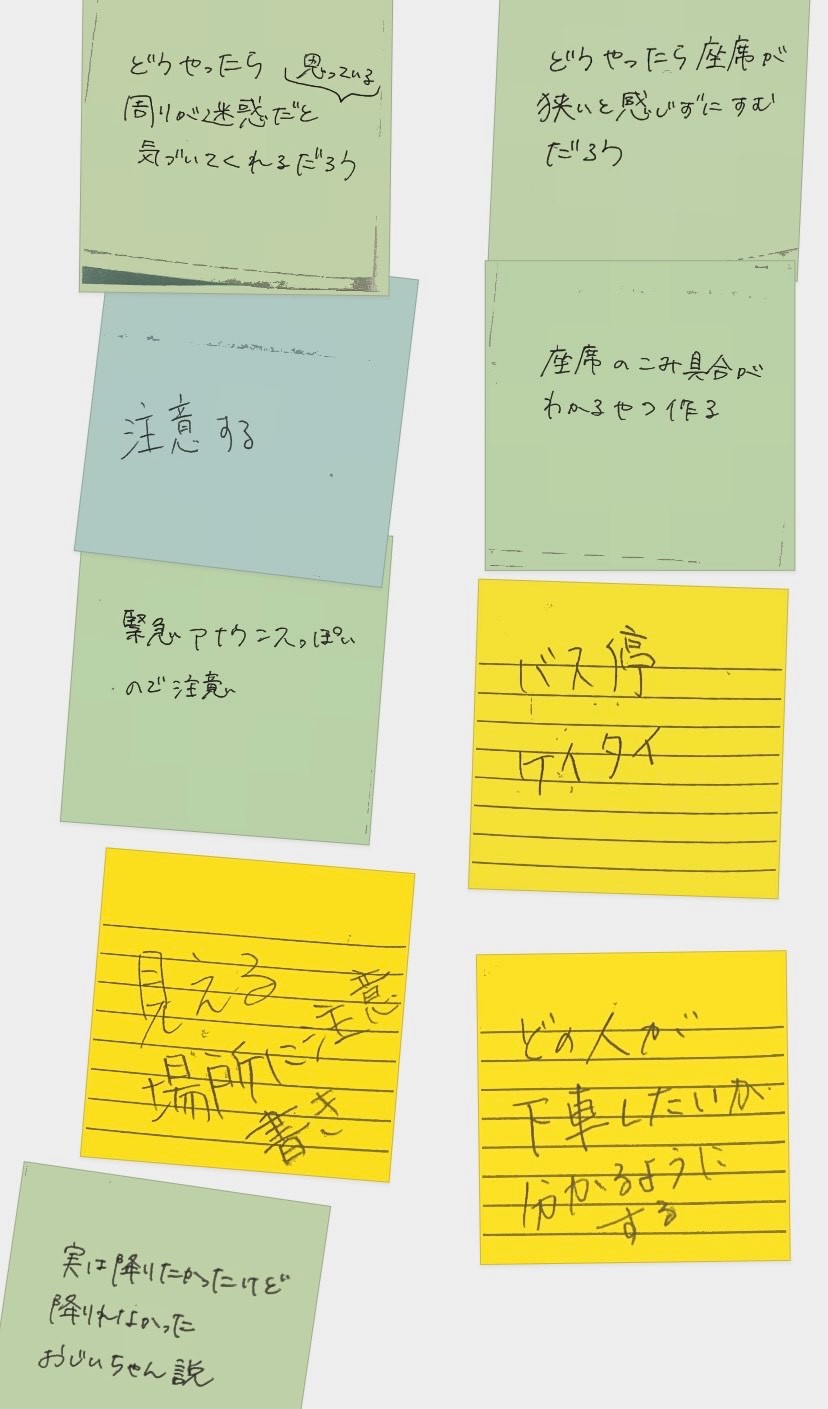 どうやったら 思っている
周りが迷惑だと
気づいてくれるだろう
注意する
緊急アナウンスっぽい
ので注意
見える
場所に注意
書き
実は降りたかったけど
降りれなかった
おじいちゃん説
どうやったら座席が
狭いと感じずにすむ
だろう
座席のこみ具合が
わかるやつ作る
バス停
ケイタイ
どの人が
下車したいか
分かるように
する